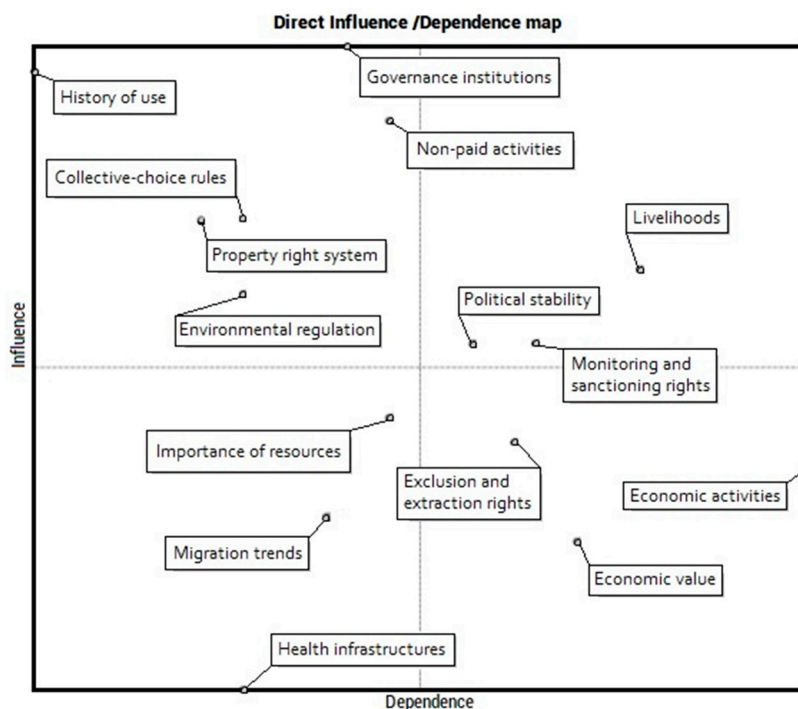 Direct Influence /Dependence map
Governance institutions
History of use
Non-paid activities
Collective-choice rules
Livelihoods
Property right system
Political stability
Environmental regulation
Influence
Monitoring and
sanctioning rights
Importance of resources
Exclusion and
extraction rights
Economic activities
Migration trends
Economic value
Health infrastructures
Dependence